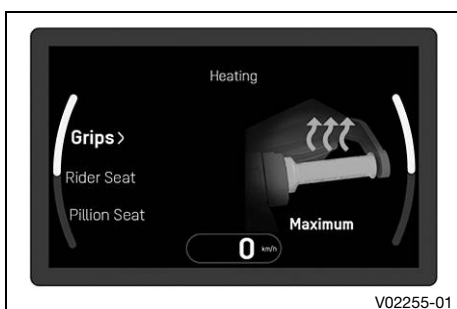 Heating
Grips >
Rider Seat
Pillion Seat
Maximum
0 km/h
V02255-01